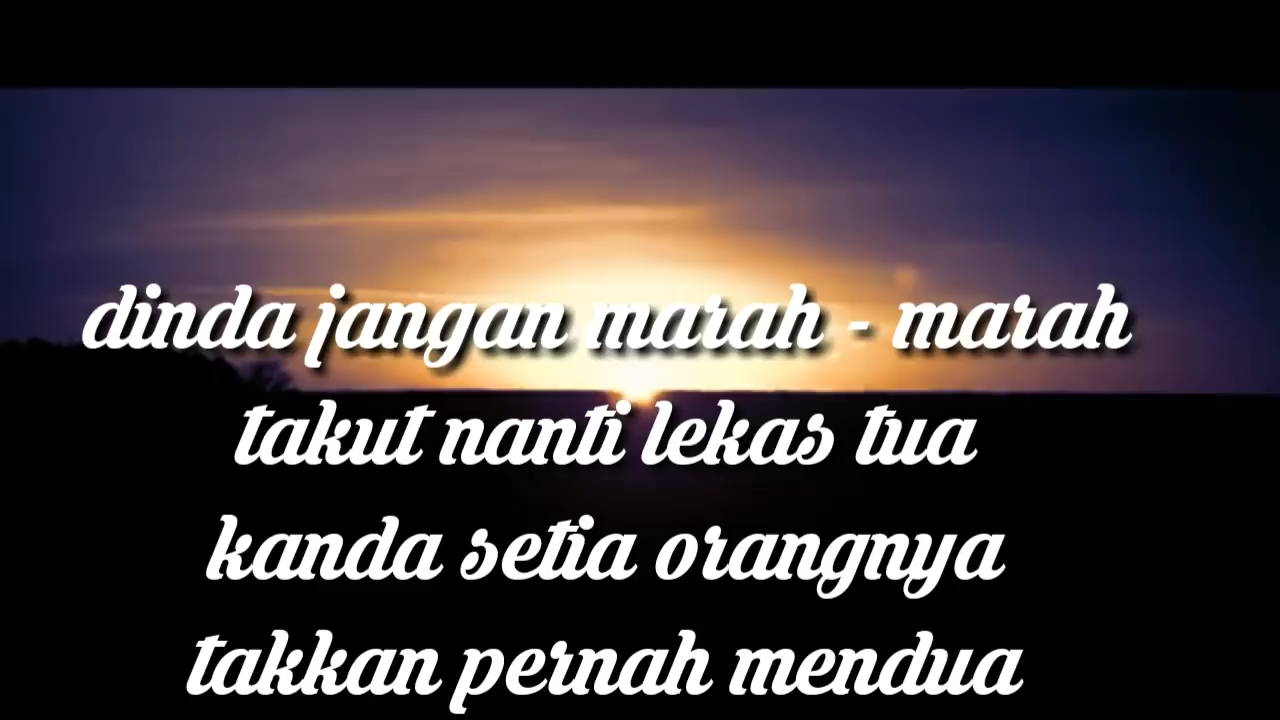 dinda jangan marah - marah
takut nanti lekas tua
kanda setia orangnya
takkan pernah mendua